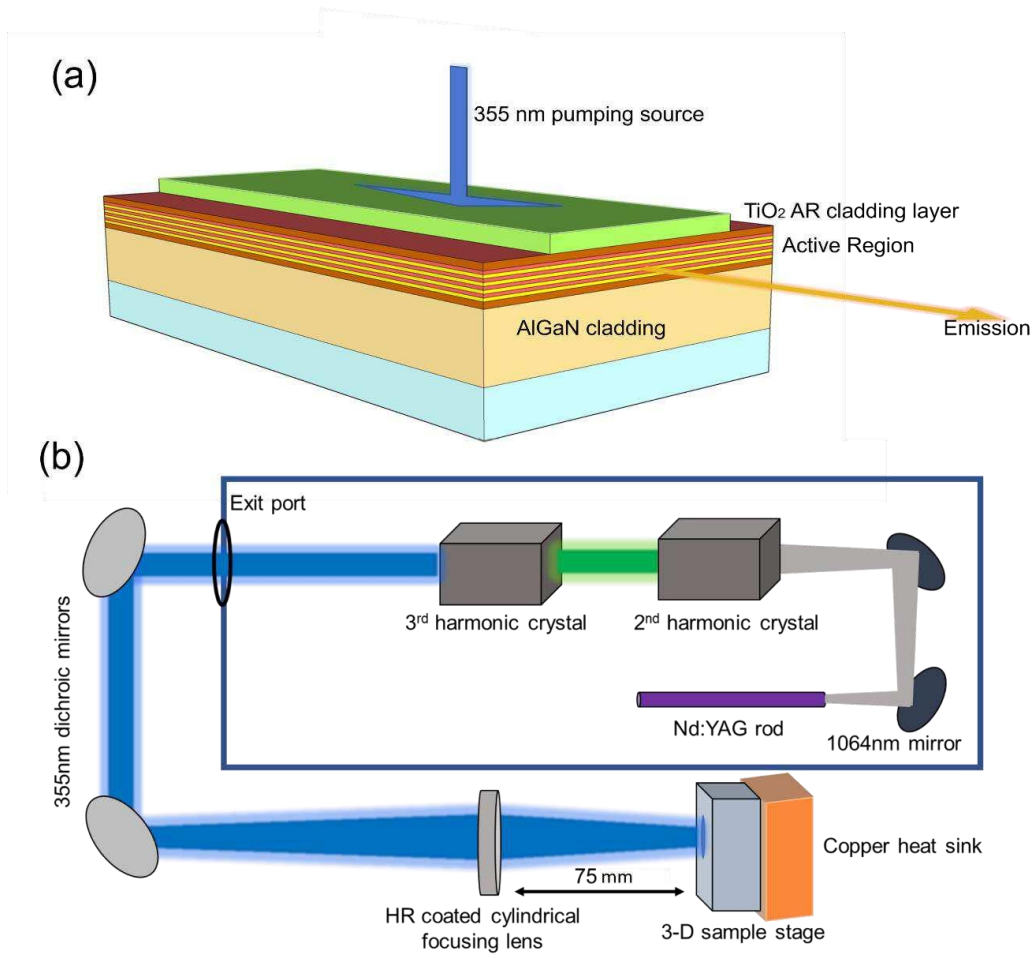 (a)
355 nm pumping source
TiO₂ AR cladding layer
Active Region
AlGaN cladding
Emission
(b)
Exit port
3rd harmonic crystal
2nd harmonic crystal
355nm dichroic mirrors
Nd:YAG rod
1064nm mirror
75 mm
Copper heat sink
HR coated cylindrical
focusing lens
3-D sample stage